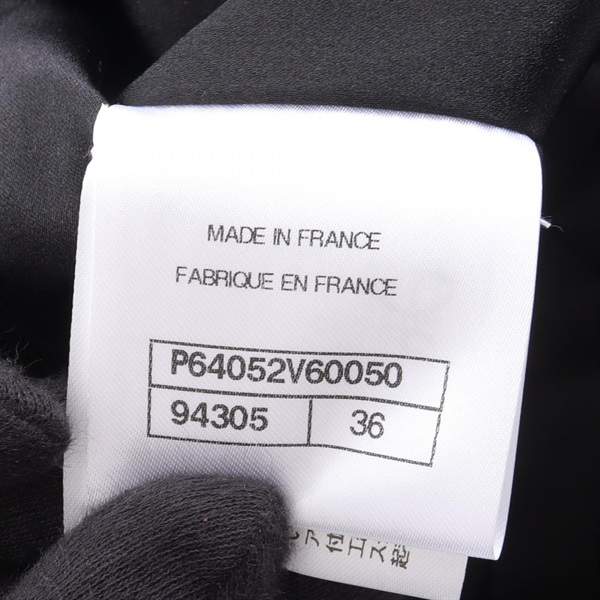 MADE IN FRANCE
FABRIQUE EN FRANCE
P64052V60050
94305 36